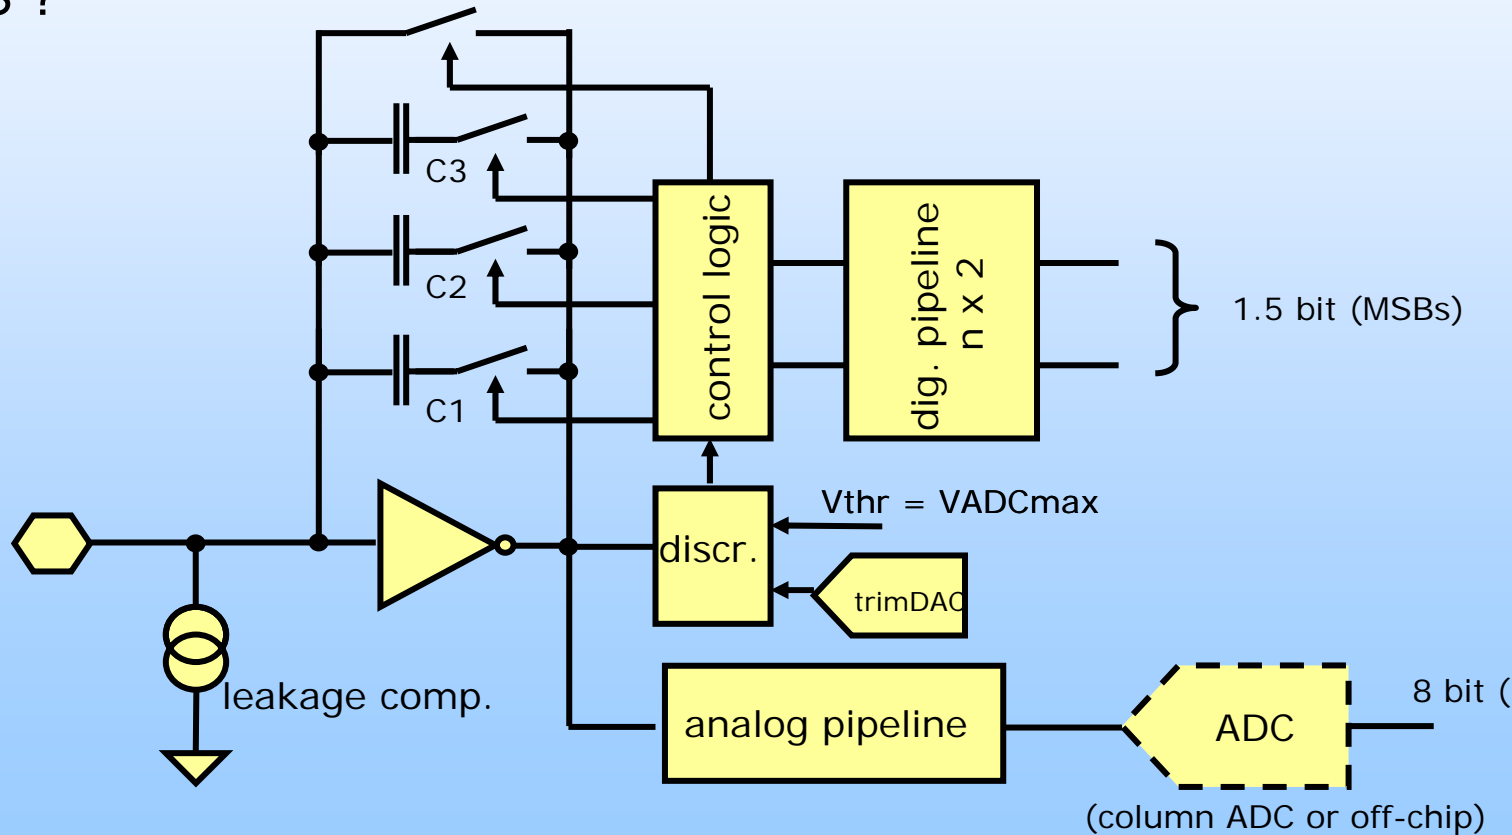 C3
C2
C1
control logic
dig. pipeline
n x 2
1.5 bit (MSBs)
Vthr = VADCmax
discr.
trimDAC
leakage comp.
analog pipeline
ADC
8 bit (
(column ADC or off-chip)